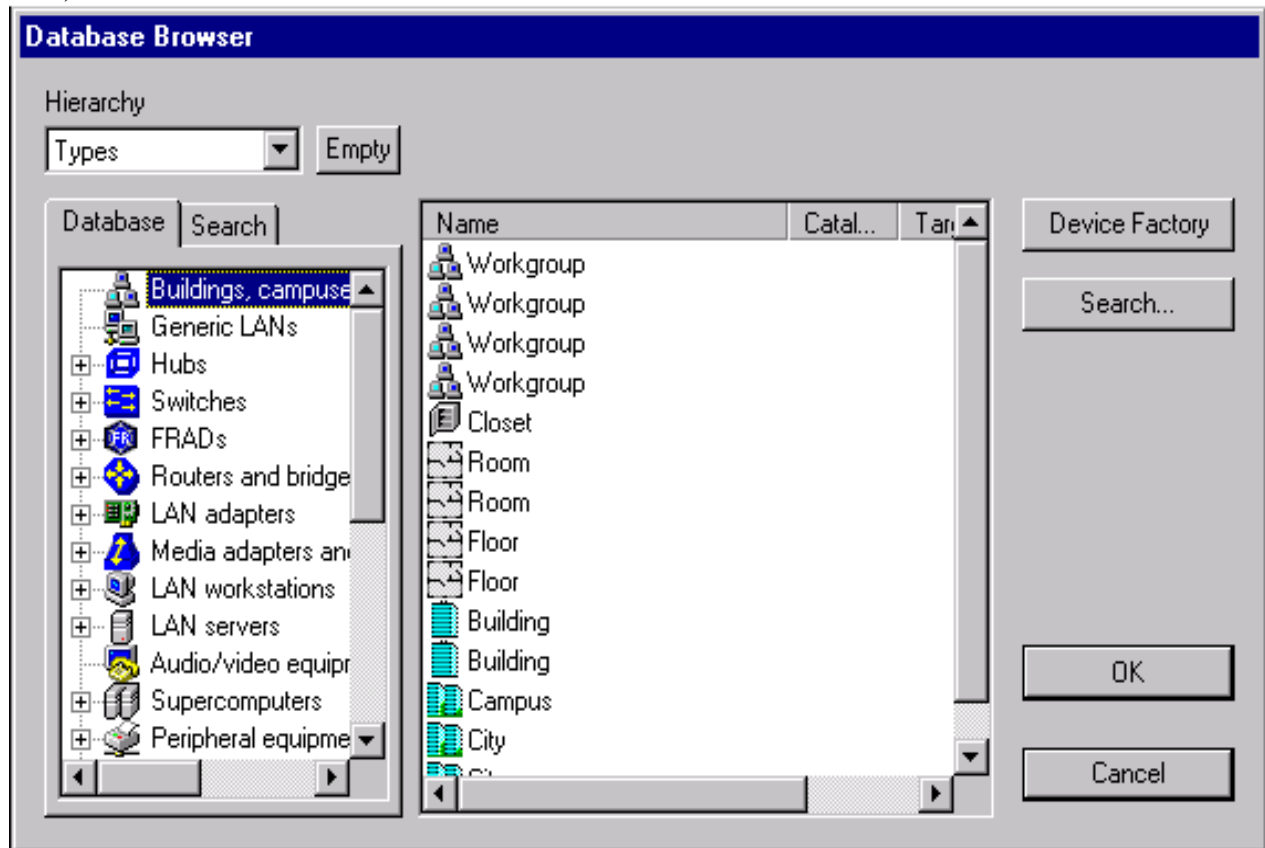 Database Browser
Hierarchy
Types
Empty
Database
Search
Buildings, campuse
Generic LANs
Hubs
Switches
FRADs
Routers and bridge
LAN adapters
Media adapters an
LAN workstations
LAN servers
Audio/video equip
Supercomputers
Peripheral equipme
Name Catal... Tar
Workgroup
Workgroup
Workgroup
Workgroup
Closet
Room
Room
Floor
Floor
Building
Building
Campus
City
Device Factory
Search...
OK
Cancel